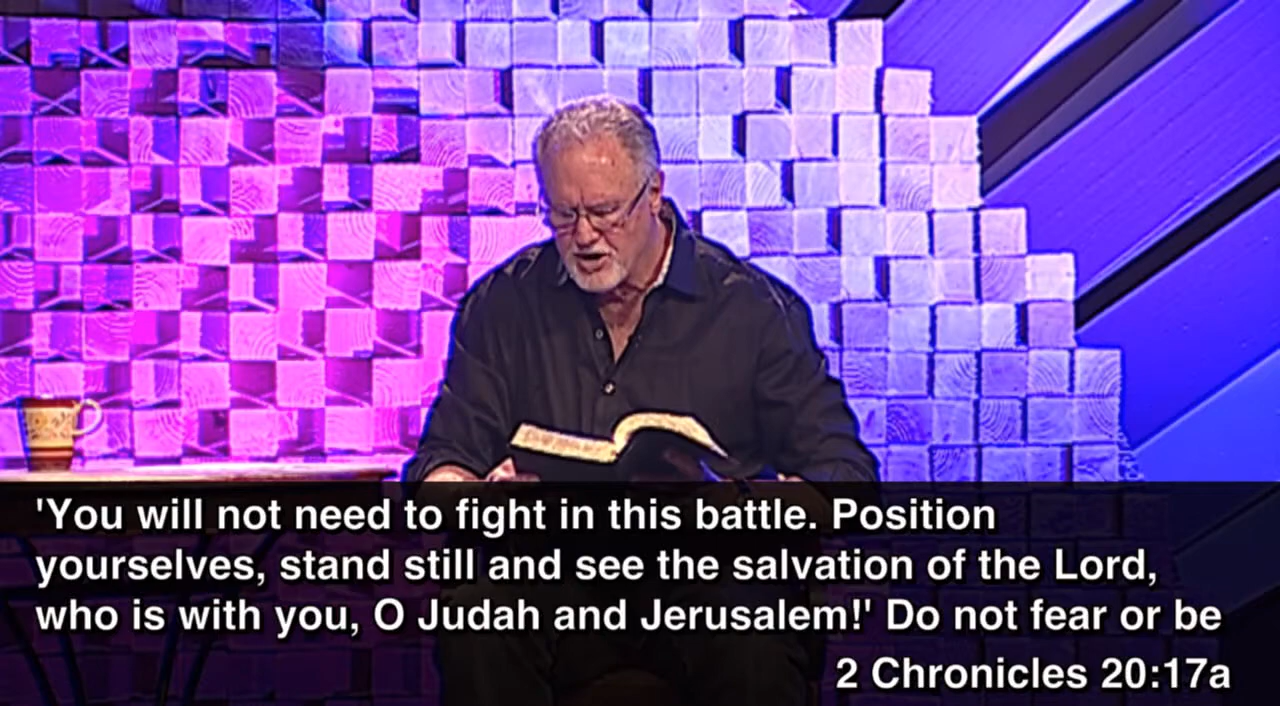 'You will not need to fight in this battle. Position
yourselves, stand still and see the salvation of the Lord,
who is with you, O Judah and Jerusalem!' Do not fear or be
2 Chronicles 20:17a